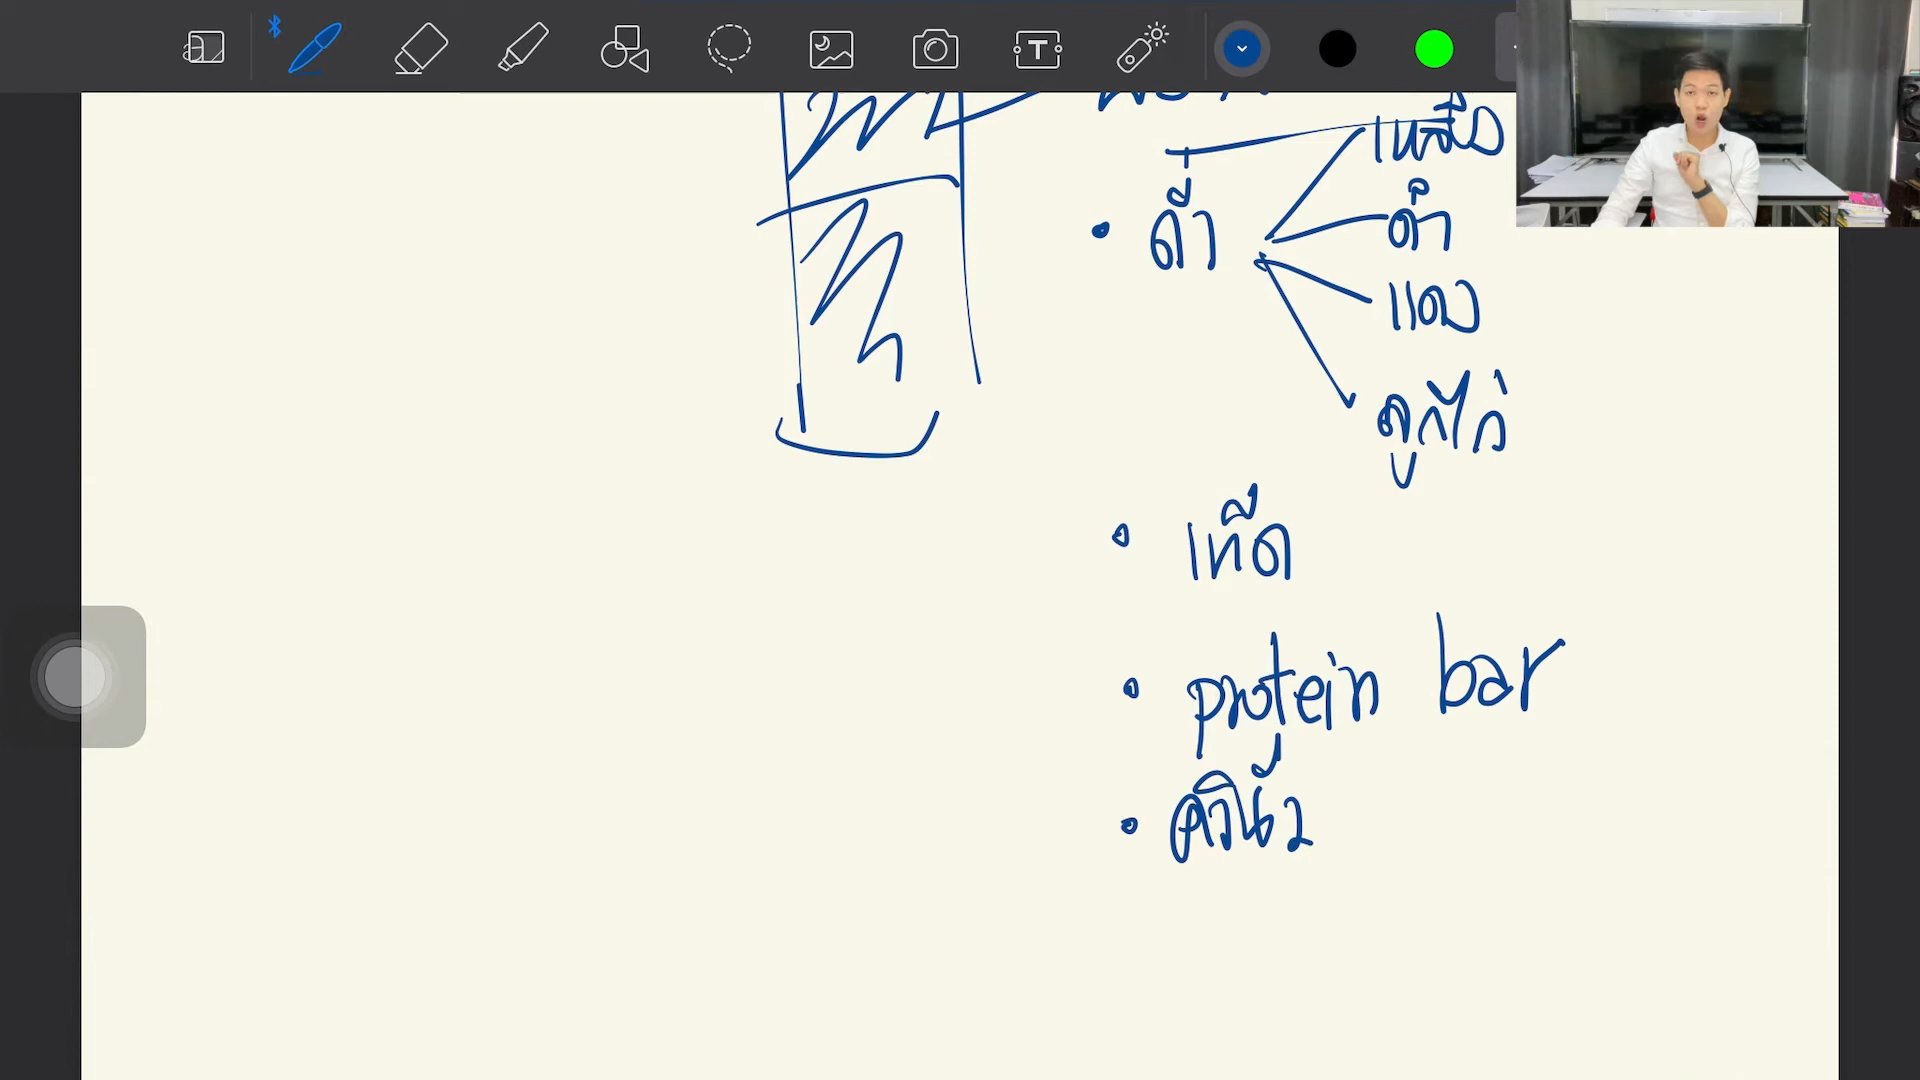 เหลือง
ถั่ว
ดำ
แดง
ลูกไก่
เห็ด
protein bar
คีนัว
T